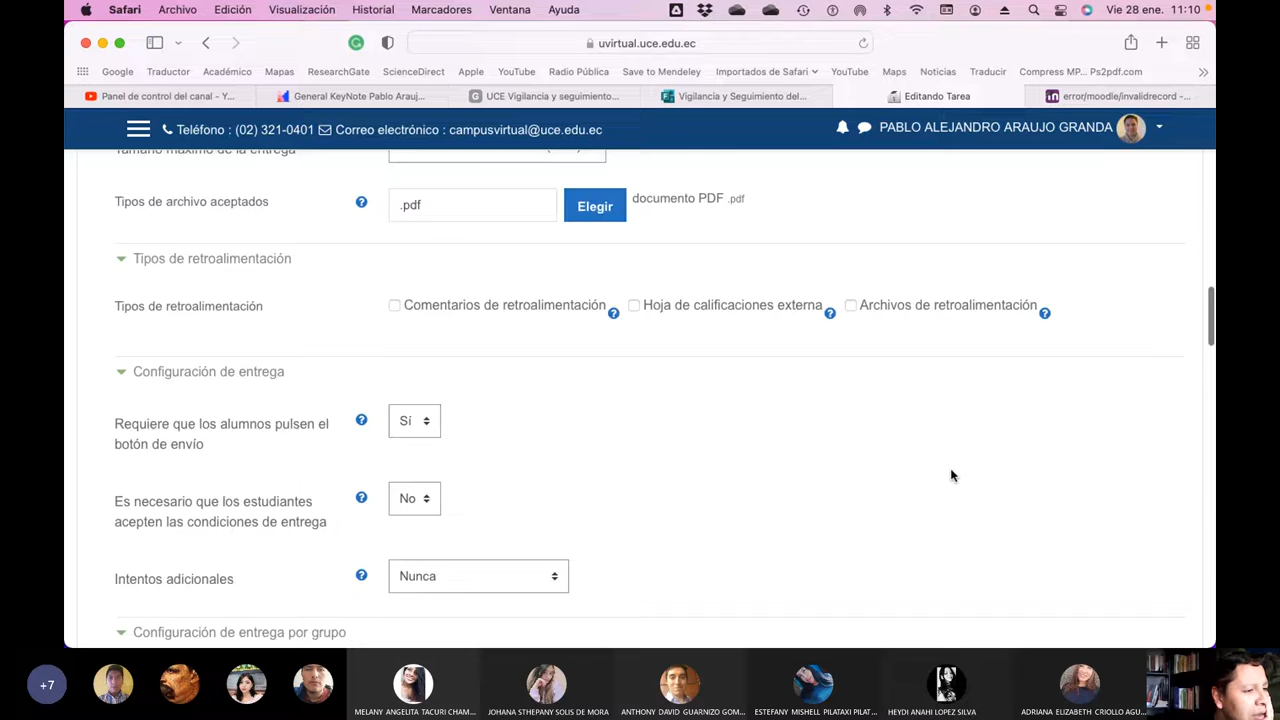 Safari Archivo Edición Visualización Historial Marcadores Ventana Ayuda Vie 28 ene. 11:10
uvirtual.uce.edu.ec
Google Traductor Académico Mapas ResearchGate ScienceDirect Apple YouTube Radio Pública Save to Mendeley Importados de Safari YouTube Maps Noticias Traducir Compress MP... Ps2pdf.com
Panel de control del canal - Y... General KeyNote Pablo Arauj... UCE Vigilancia y seguimiento... Vigilancia y Seguimiento del... Editando Tarea error/moodle/invalidrecord -...
Teléfono : (02) 321-0401 Correo electrónico : campusvirtual@uce.edu.ec PABLO ALEJANDRO ARAUJO GRANDA
Tamaño máximo de la entrega
Tipos de archivo aceptados .pdf Elegir documento PDF .pdf
Tipos de retroalimentación
Tipos de retroalimentación Comentarios de retroalimentación Hoja de calificaciones externa Archivos de retroalimentación
Configuración de entrega
Requiere que los alumnos pulsen el Sí
botón de envío
Es necesario que los estudiantes No
acepten las condiciones de entrega
Intentos adicionales Nunca
Configuración de entrega por grupo
+7
MELANY ANGELITA TACURI CHAM... JOHANA STHEPANY SOLIS DE MORA ANTHONY DAVID GUARNIZO GOM... ESTEFANY MISHELL PILATAXI PILAT... HEYDI ANAHI LOPEZ SILVA ADRIANA ELIZABETH CRIOLLO AGU...